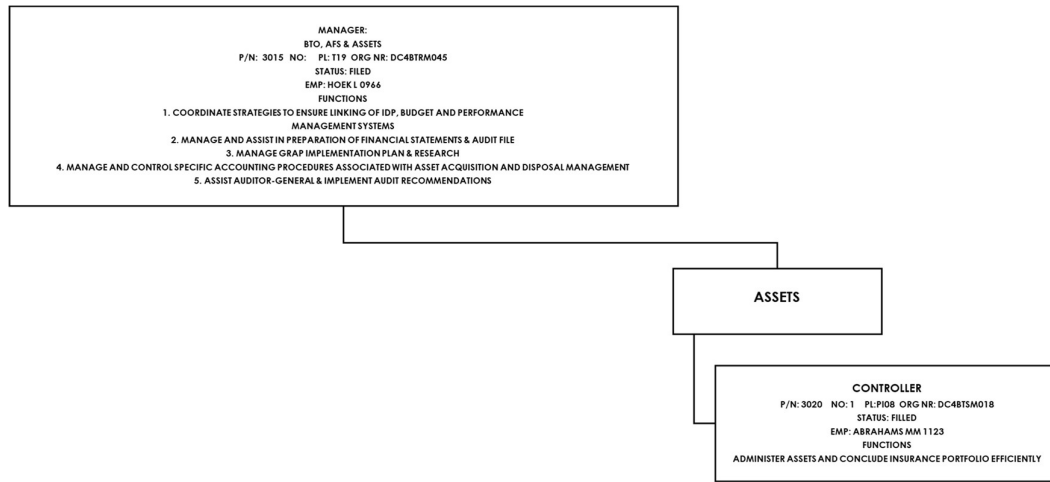 MANAGER:
BTO, AFS & ASSETS
P/N: 3015 NO: PL: T19 ORG NR: DC4BTRM045
STATUS: FILED
EMP: HOEK L 0966
FUNCTIONS
1. COORDINATE STRATEGIES TO ENSURE LINKING OF IDP, BUDGET AND PERFORMANCE
MANAGEMENT SYSTEMS
2. MANAGE AND ASSIST IN PREPARATION OF FINANCIAL STATEMENTS & AUDIT FILE
3. MANAGE GRAP IMPLEMENTATION PLAN & RESEARCH
4. MANAGE AND CONTROL SPECIFIC ACCOUNTING PROCEDURES ASSOCIATED WITH ASSET ACQUISITION AND DISPOSAL MANAGEMENT
5. ASSIST AUDITOR-GENERAL & IMPLEMENT AUDIT RECOMMENDATIONS
ASSETS
CONTROLLER
P/N: 3020 NO: 1 PL:PI08 ORG NR: DC4BTSM018
STATUS: FILLED
EMP: ABRAHAMS MM 1123
FUNCTIONS
ADMINISTER ASSETS AND CONCLUDE INSURANCE PORTFOLIO EFFICIENTLY